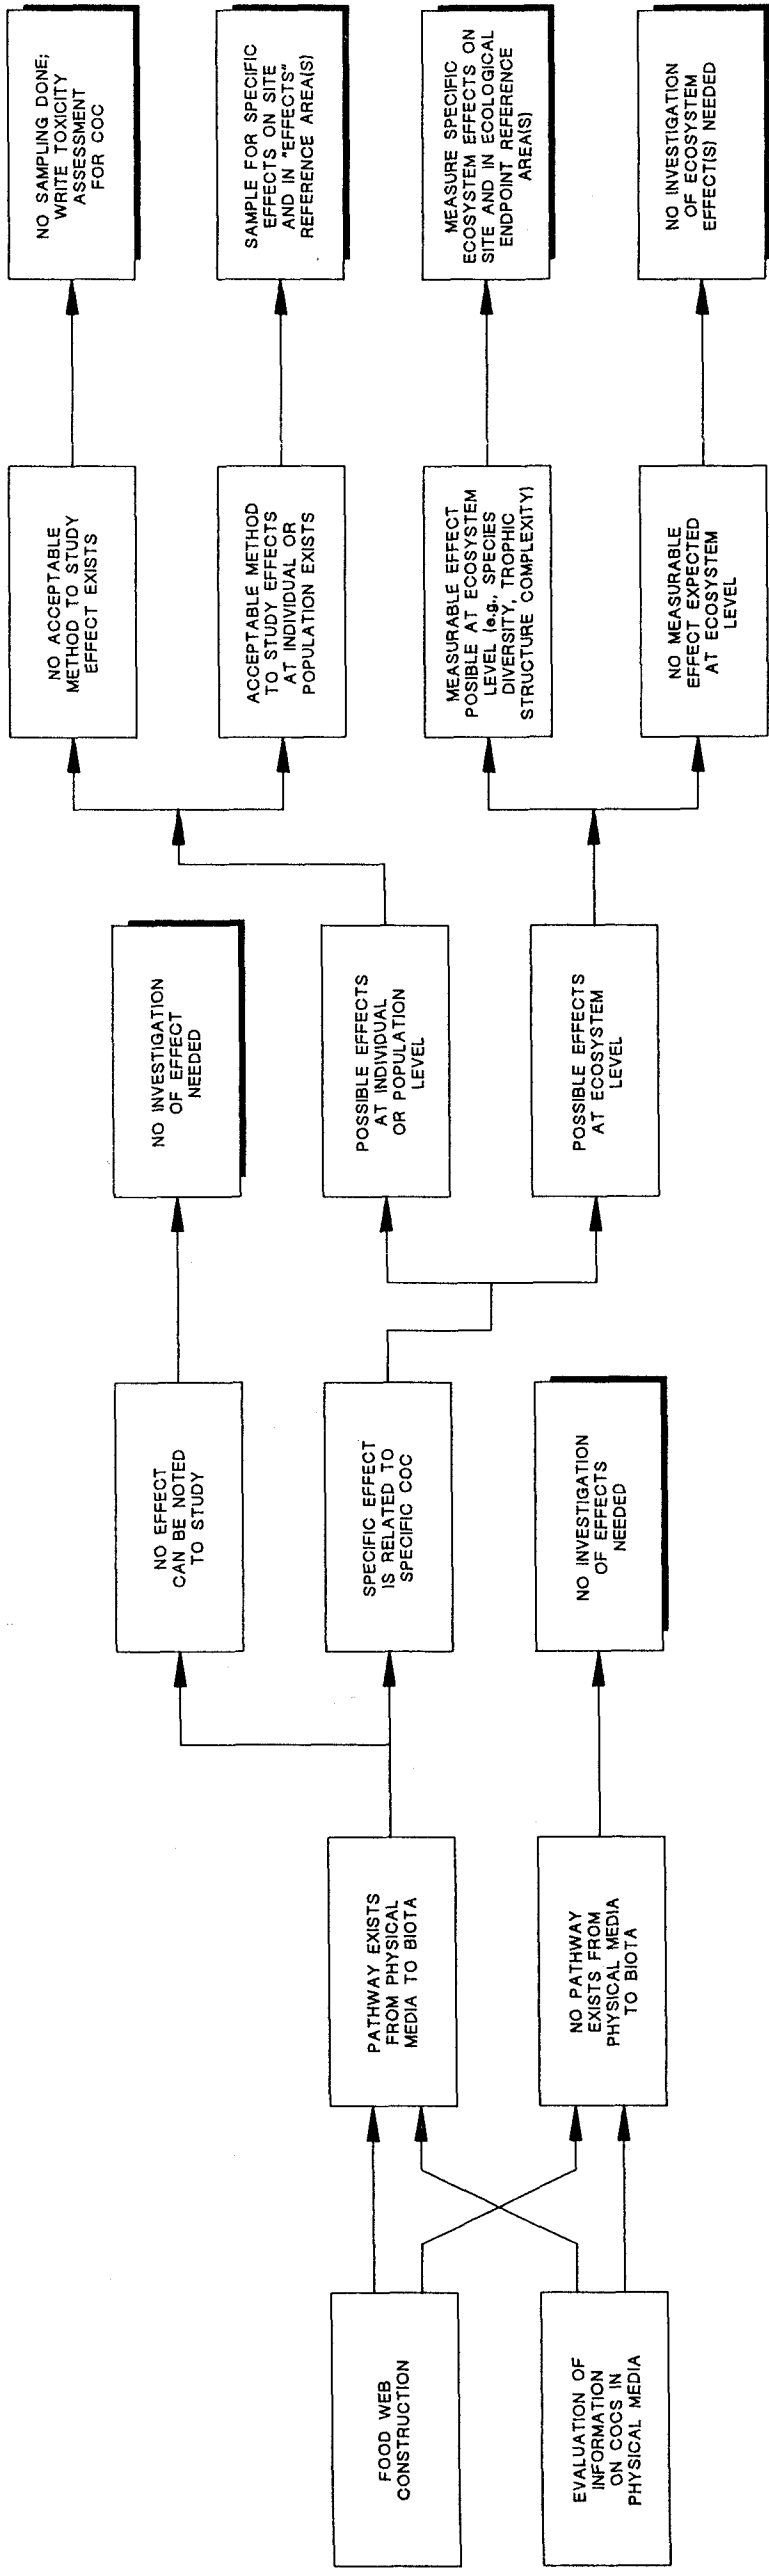 FOOD WEB
CONSTRUCTION
EVALUATION OF
INFORMATION
ON COCS IN
PHYSICAL MEDIA
PATHWAY EXISTS
FROM PHYSICAL
MEDIA TO BIOTA
NO PATHWAY
EXISTS FROM
PHYSICAL MEDIA
TO BIOTA
NO EFFECT
CAN BE NOTED
TO STUDY
SPECIFIC EFFECT
IS RELATED TO
SPECIFIC COC
NO INVESTIGATION
OF EFFECTS
NEEDED
NO INVESTIGATION
OF EFFECT
NEEDED
POSSIBLE EFFECTS
AT INDIVIDUAL
OR POPULATION
LEVEL
POSSIBLE EFFECTS
AT ECOSYSTEM
LEVEL
NO ACCEPTABLE
METHOD TO STUDY
EFFECT EXISTS
ACCEPTABLE METHOD
TO STUDY EFFECTS
AT INDIVIDUAL OR
POPULATION EXISTS
MEASURABLE EFFECT
POSIBLE AT ECOSYSTEM
LEVEL (e.g., SPECIES
DIVERSITY, TROPHIC
STRUCTURE COMPLEXITY)
NO MEASURABLE
EFFECT EXPECTED
AT ECOSYSTEM
LEVEL
NO SAMPLING DONE;
WRITE TOXICITY
ASSESSMENT
FOR COC
SAMPLE FOR SPECIFIC
EFFECTS ON SITE
AND IN "EFFECTS"
REFERENCE AREA(S)
MEASURE SPECIFIC
ECOSYSTEM EFFECTS ON
SITE AND IN ECOLOGICAL
ENDPOINT REFERENCE
AREA(S)
NO INVESTIGATION
OF ECOSYSTEM
EFFECT(S) NEEDED